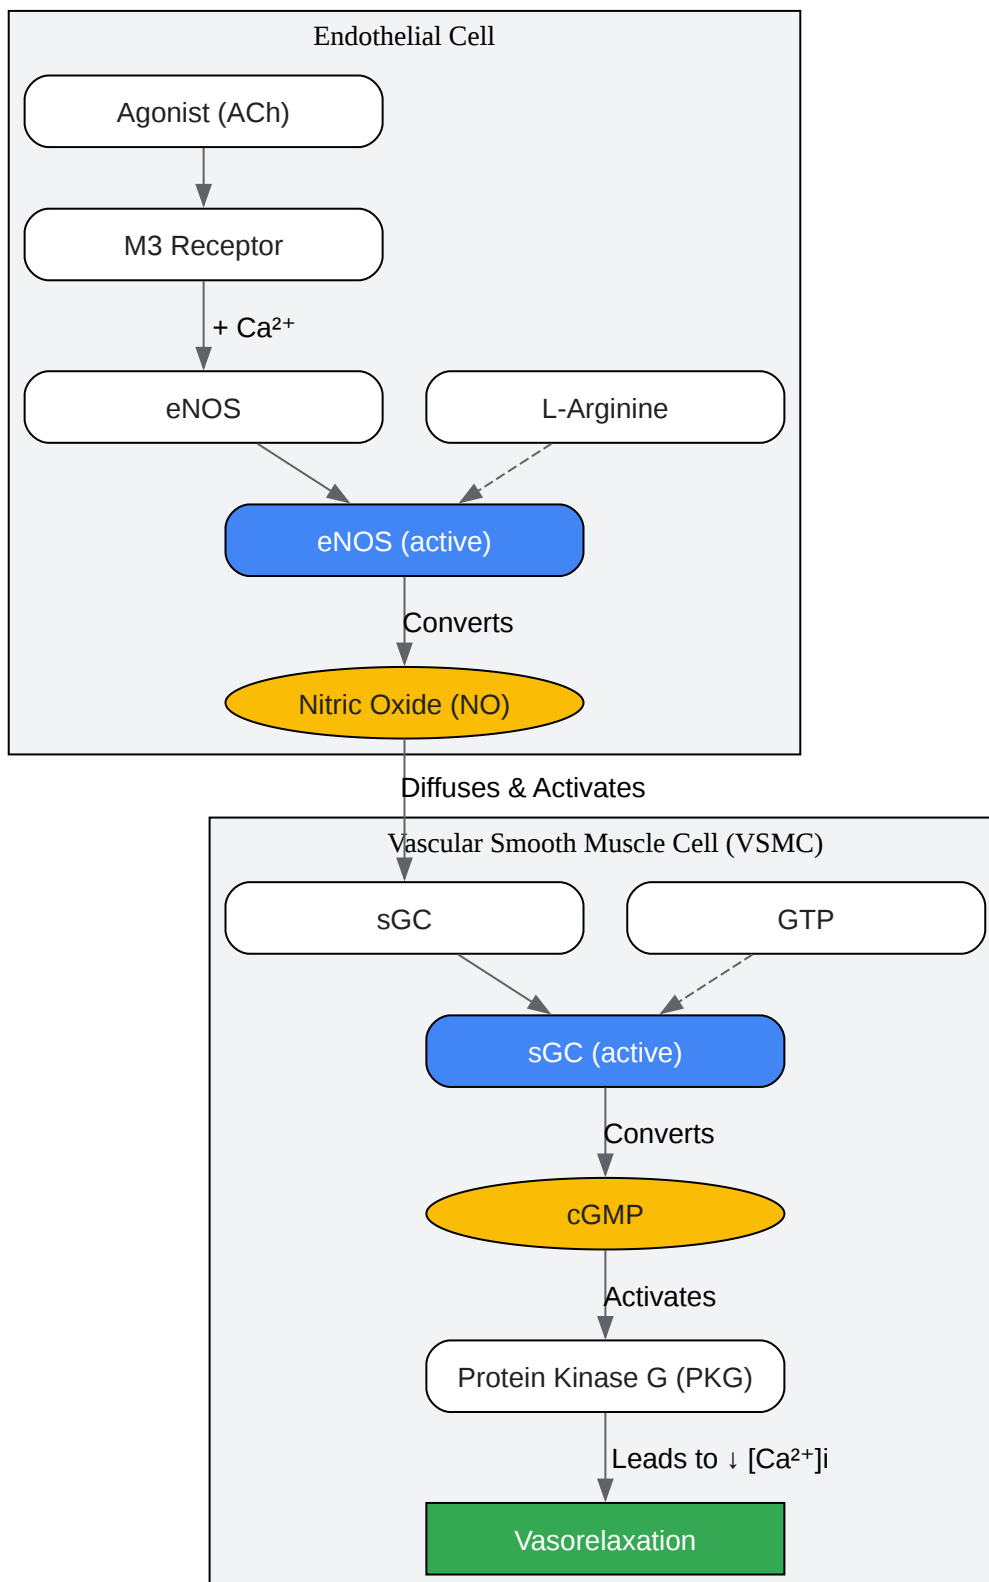 Endothelial Cell
Agonist (ACh)
M3 Receptor
+ Ca²⁺
eNOS
L-Arginine
eNOS (active)
Converts
Nitric Oxide (NO)
Diffuses & Activates
Vascular Smooth Muscle Cell (VSMC)
sGC
GTP
sGC (active)
Converts
cGMP
Activates
Protein Kinase G (PKG)
Leads to ↓ [Ca²⁺]i
Vasorelaxation